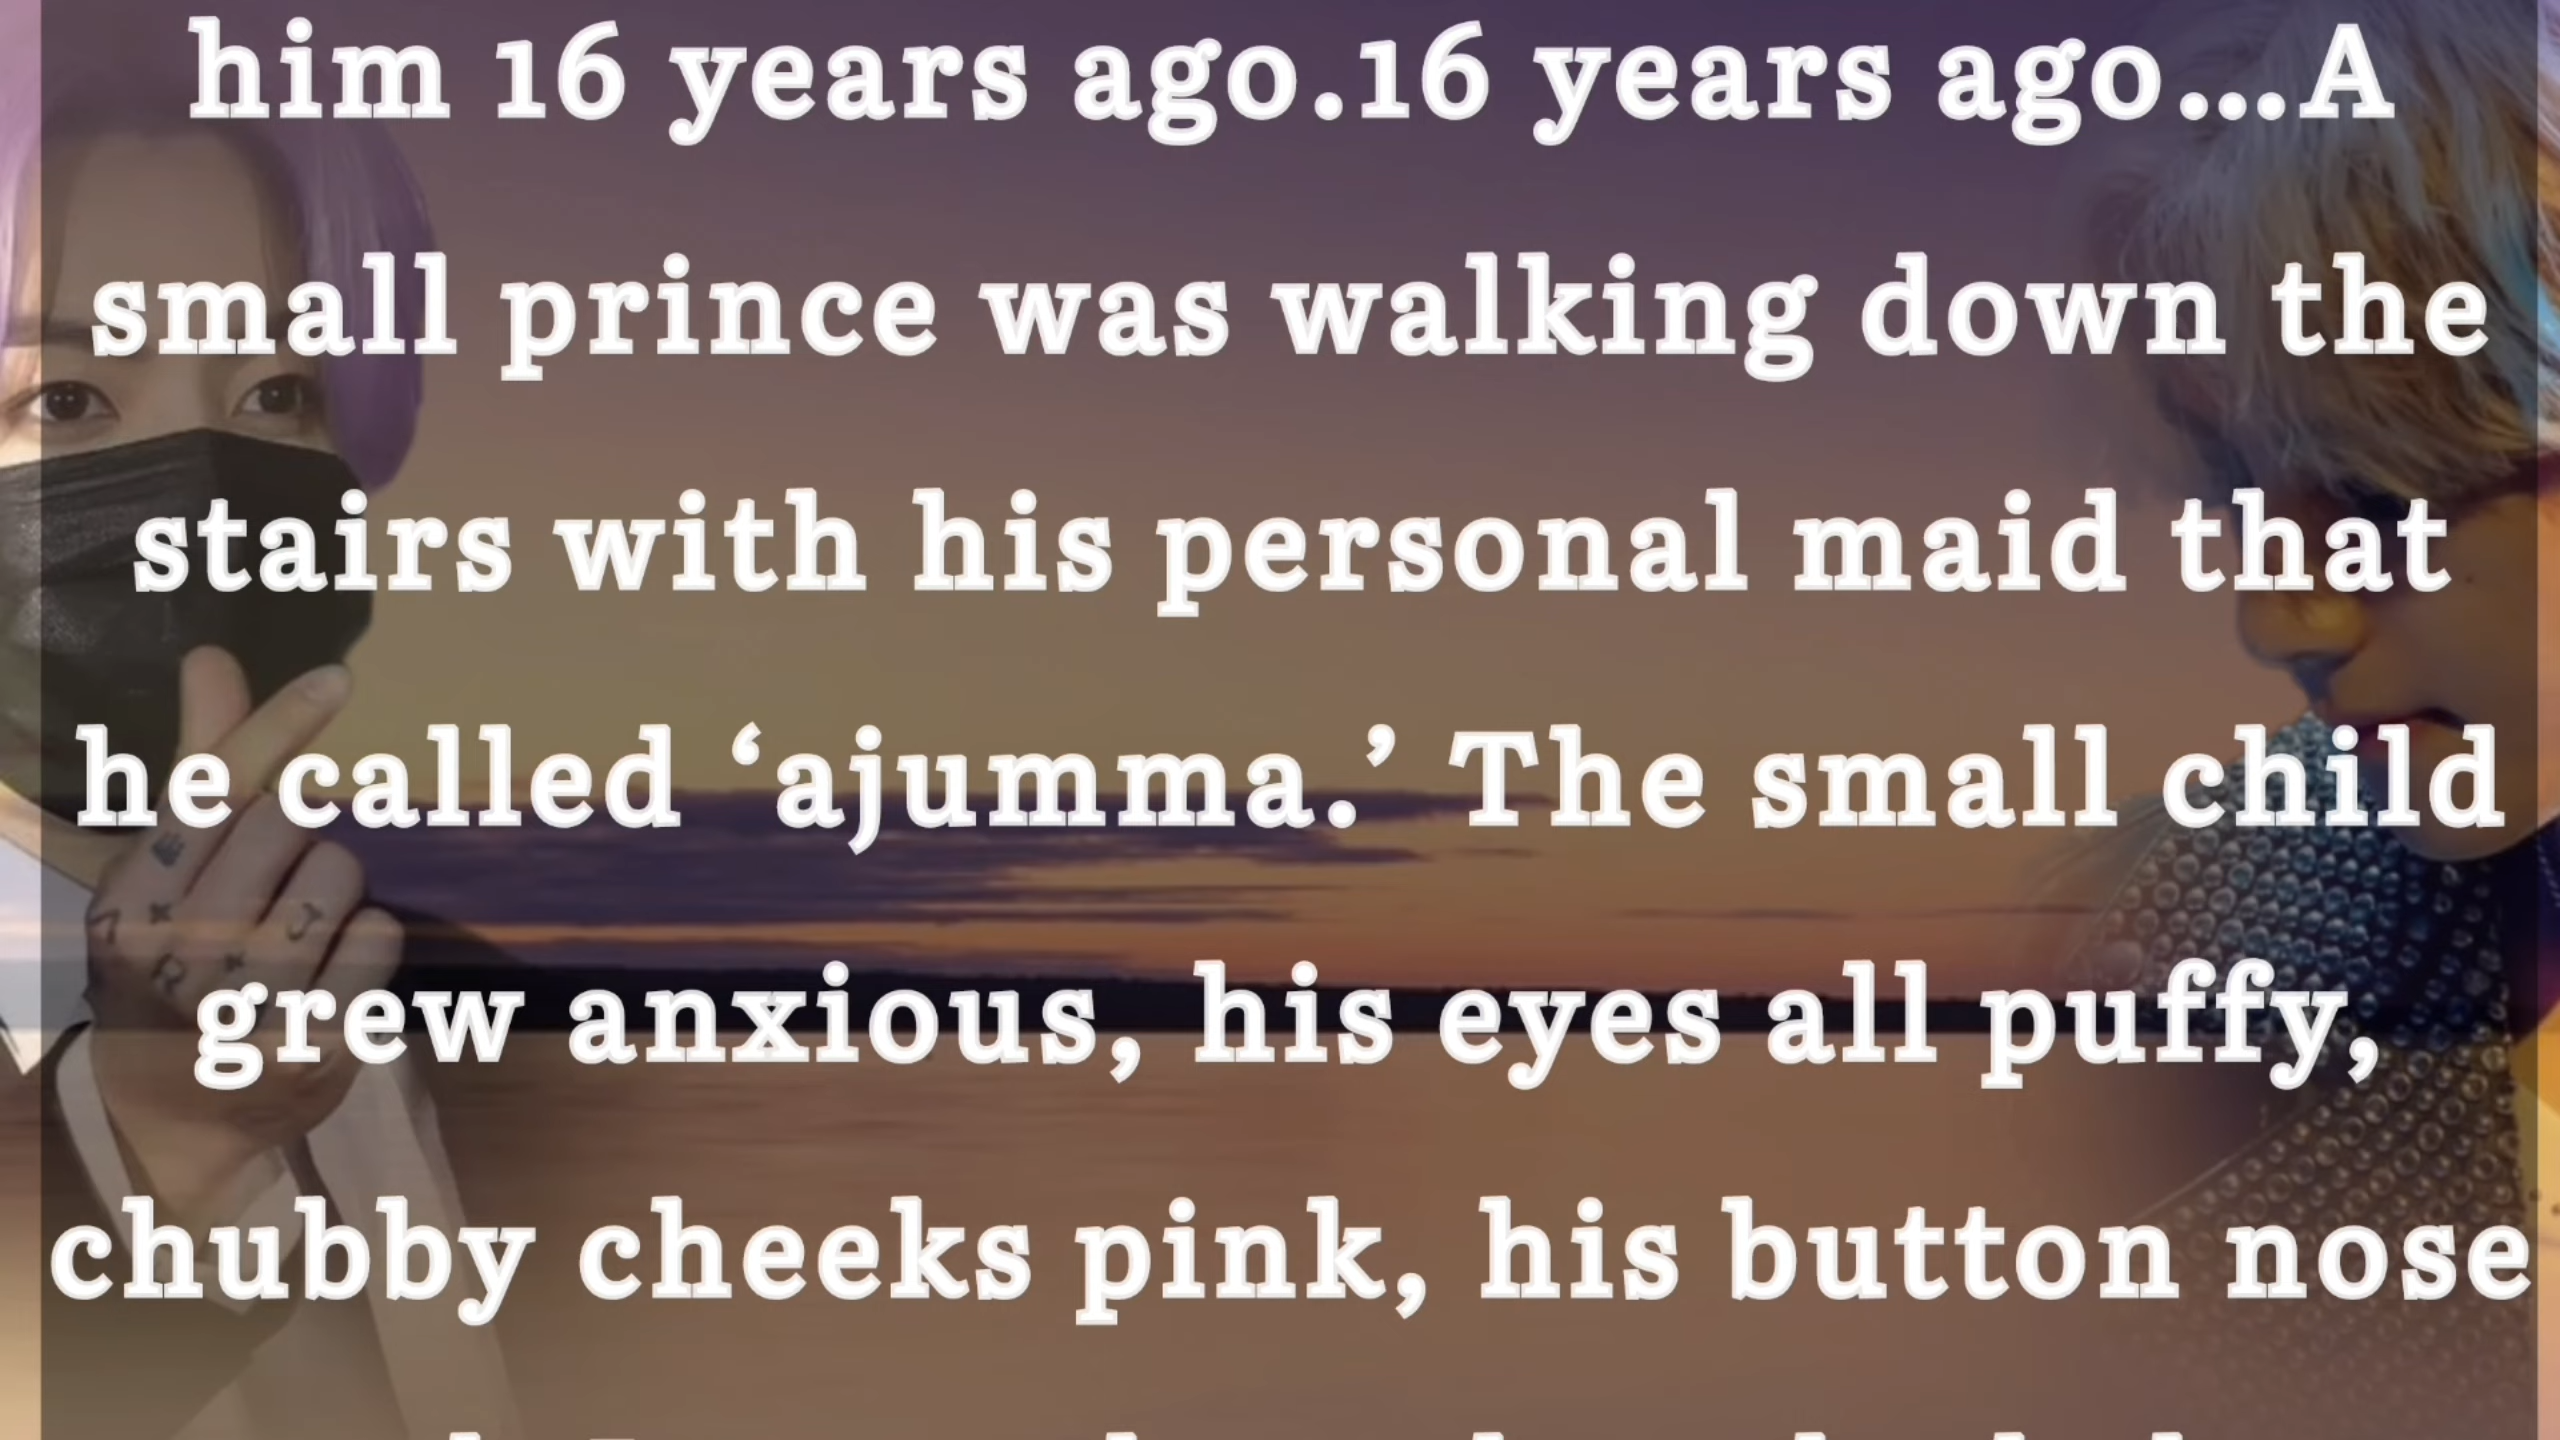 him 16 years ago.16 years ago...A
small prince was walking down the
stairs with his personal maid that
he called ‘ajumma.’ The small child
grew anxious, his eyes all puffy,
chubby cheeks pink, his button nose